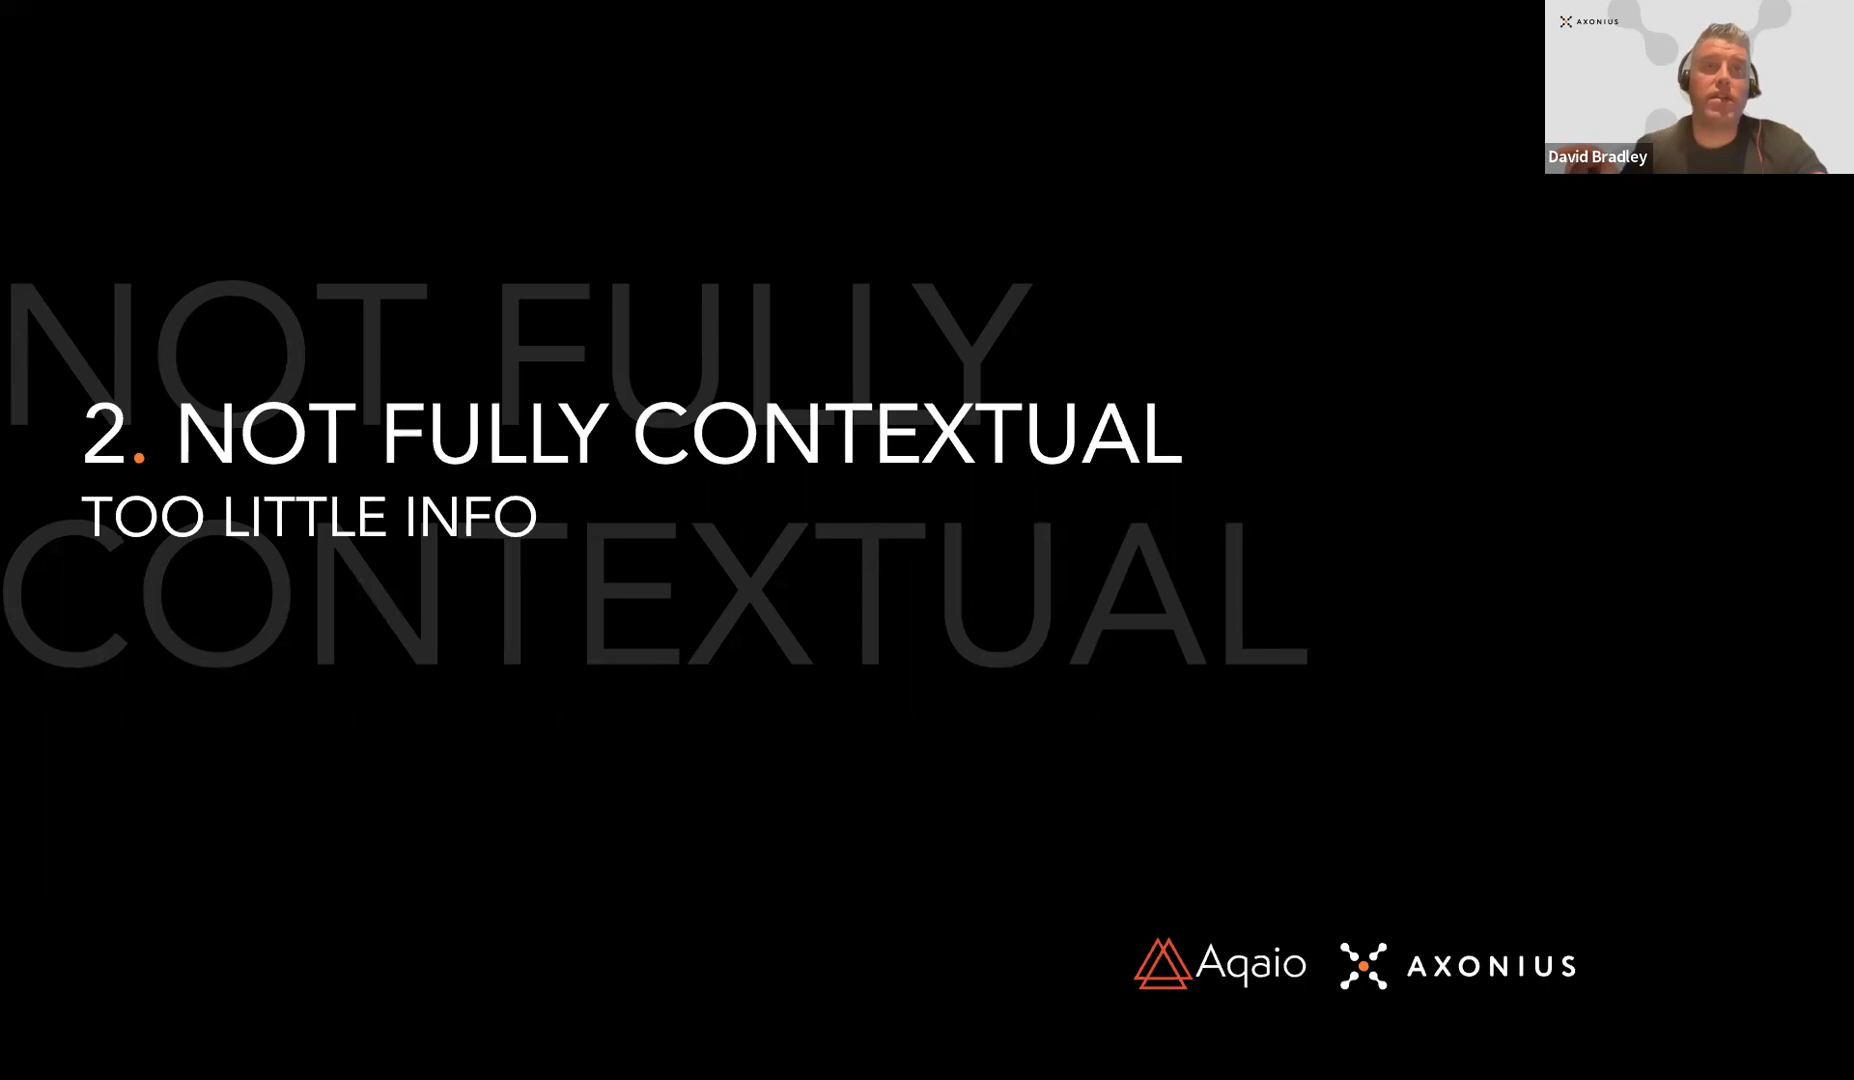 AXONIUS
David Bradley
NOT FULLY
2. NOT FULLY CONTEXTUAL
TOO LITTLE INFO
CONTEXTUAL
Aqaio
AXONIUS